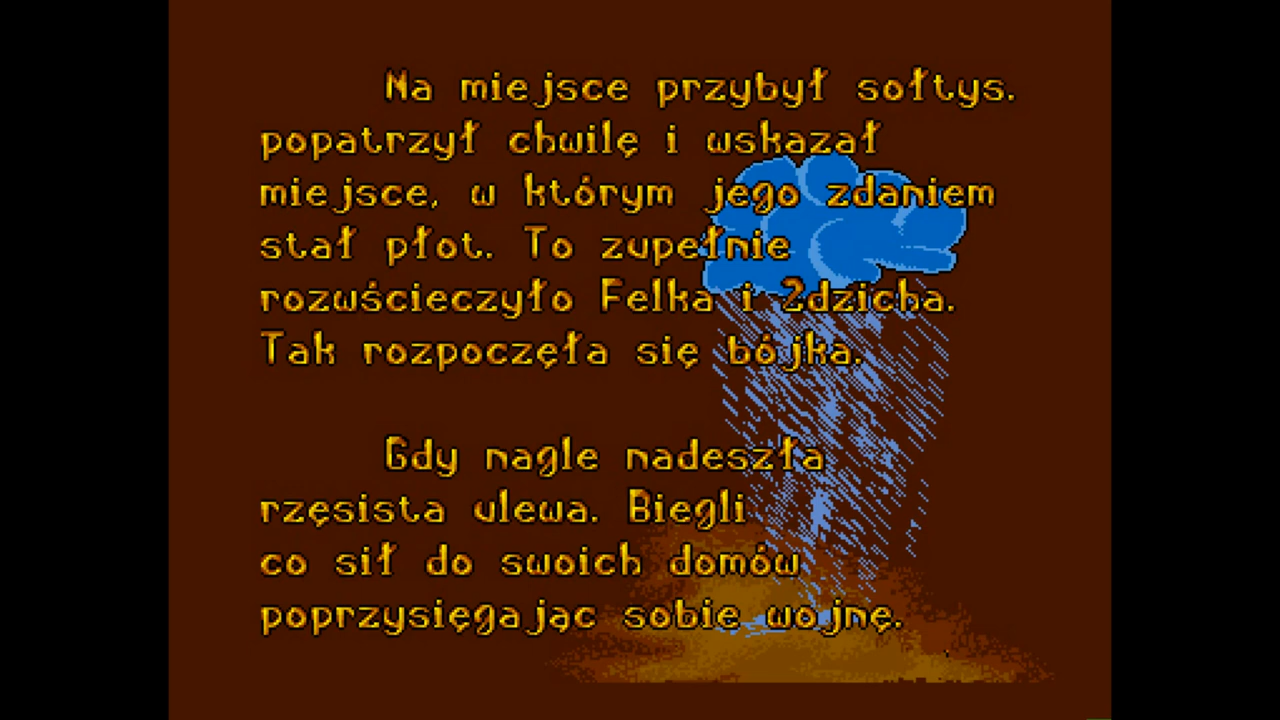 Na miejsce przybył sołtys.
popatrzył chwilę i wskazał
miejsce, w którym jego zdaniem
stał płot. To zupełnie
rozwścieczyło Felka i Zdzicha.
Tak rozpoczęła się bójka.
Gdy nagle nadeszła
rzęsista ulewa. Biegli
co sił do swoich domów
poprzysięgając sobie wojnę.